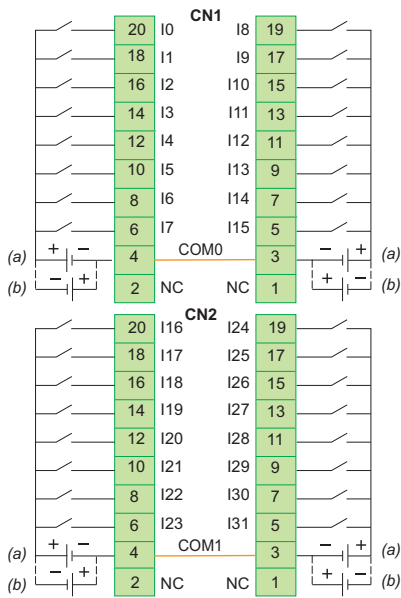 CN1
20 I0 I8 19
18 I1 I9 17
16 I2 I10 15
14 I3 I11 13
12 I4 I12 11
10 I5 I13 9
8 I6 I14 7
6 I7 I15 5
(a) + − 4 COM0 3 − + (a)
(b) − + 2 NC NC 1 + − (b)
CN2
20 I16 I24 19
18 I17 I25 17
16 I18 I26 15
14 I19 I27 13
12 I20 I28 11
10 I21 I29 9
8 I22 I30 7
6 I23 I31 5
(a) + − 4 COM1 3 − + (a)
(b) − + 2 NC NC 1 + − (b)